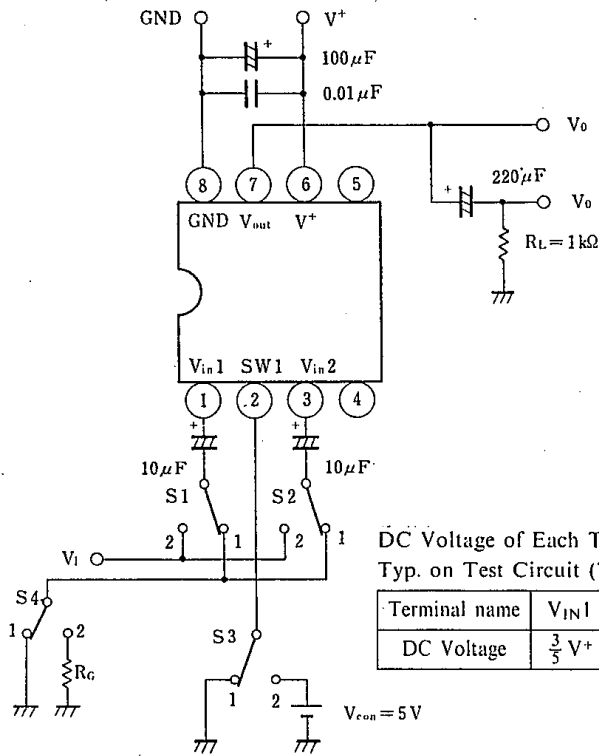 GND V⁺
+
100μF
0.01μF
Vo
220μF
8 7 6 5
+
Vo
GND Vout V⁺
RL=1kΩ
Vin1 SW1 Vin2
1 2 3 4
+ +
10μF 10μF
S1 S2
2 1 2 1
VI
DC Voltage of Each T
Typ. on Test Circuit (
S4
Terminal name VIN1
1 2
S3
DC Voltage 3/5 V⁺
RG
1 2
Vcon=5V